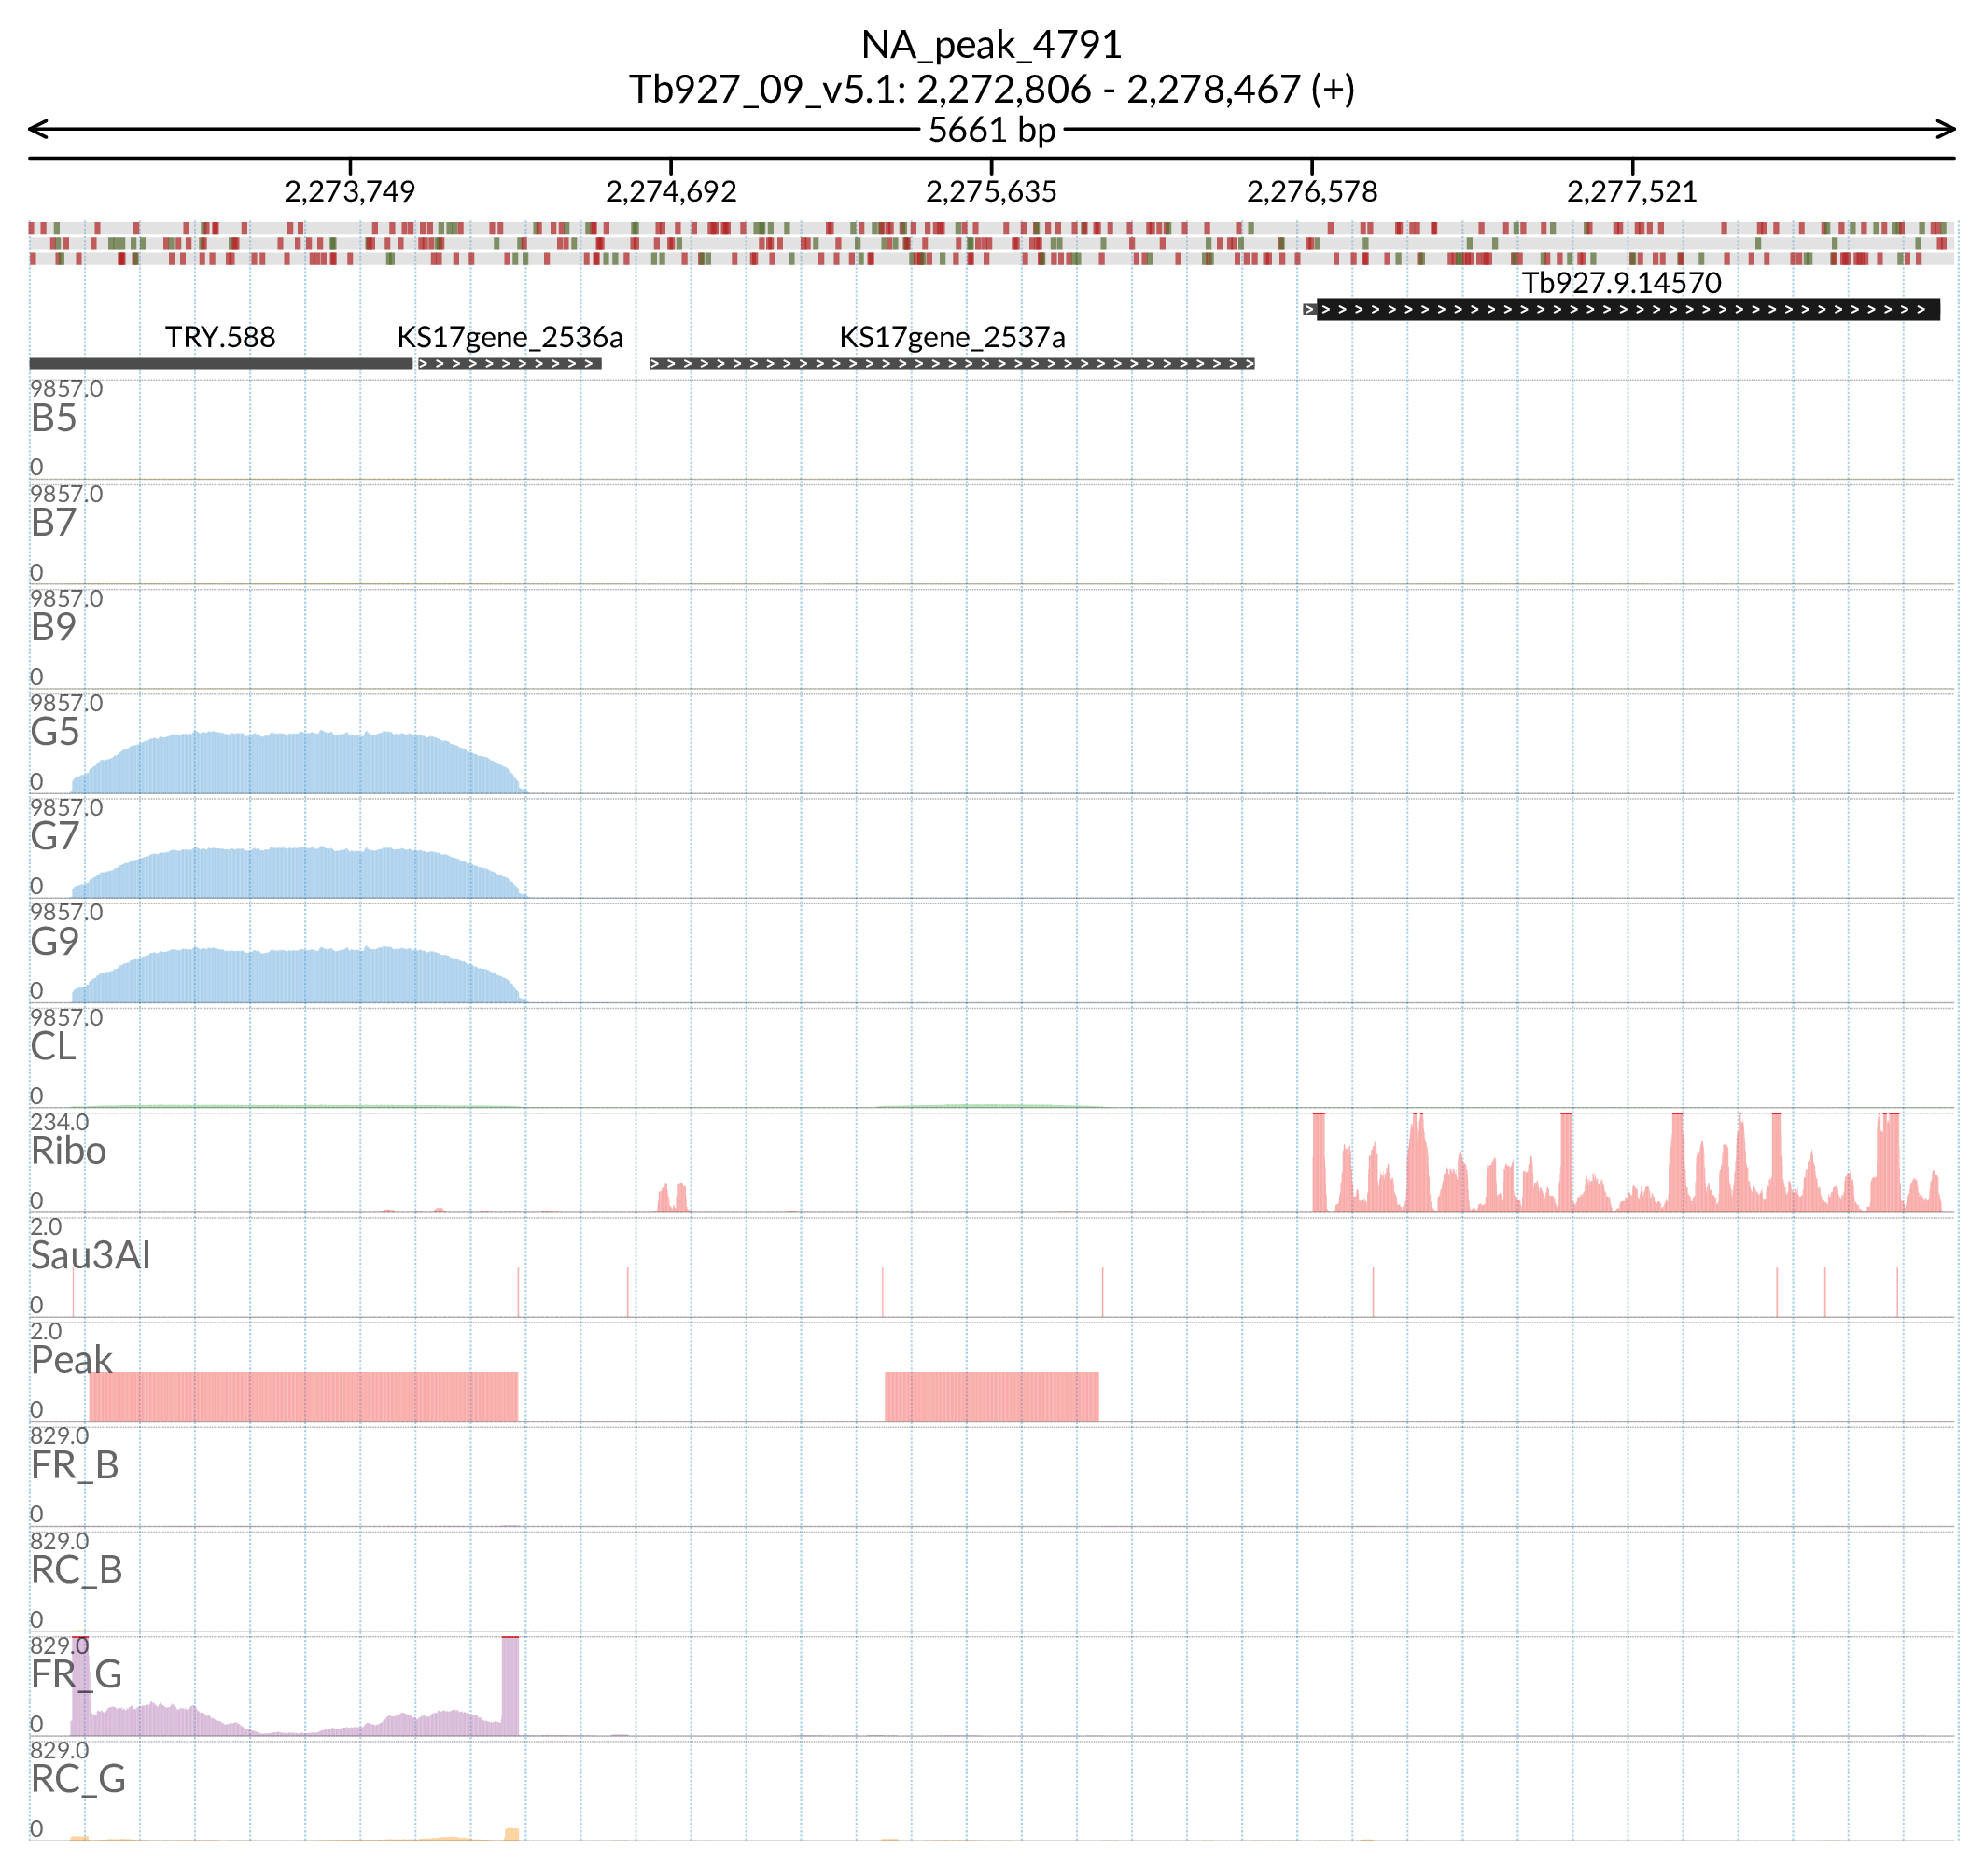 NA_peak_4791
Tb927_09_v5.1: 2,272,806 - 2,278,467 (+)
5661 bp
2,273,749 2,274,692 2,275,635 2,276,578 2,277,521
Tb927.9.14570
TRY.588 KS17gene_2536a KS17gene_2537a
9857.0
B5
0
9857.0
B7
0
9857.0
B9
0
9857.0
G5
0
9857.0
G7
0
9857.0
G9
0
9857.0
CL
0
234.0
Ribo
0
2.0
Sau3AI
0
2.0
Peak
0
829.0
FR_B
0
829.0
RC_B
0
829.0
FR_G
0
829.0
RC_G
0